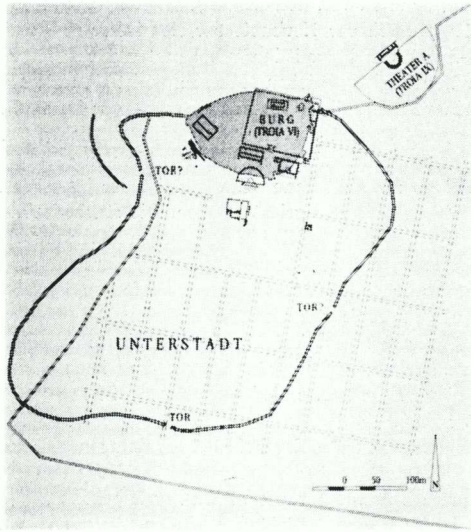 THEATER A
(TROIA IX)
BURG
(TROIA VI)
TOR?
TOR?
UNTERSTADT
TOR
0 50 100m
N